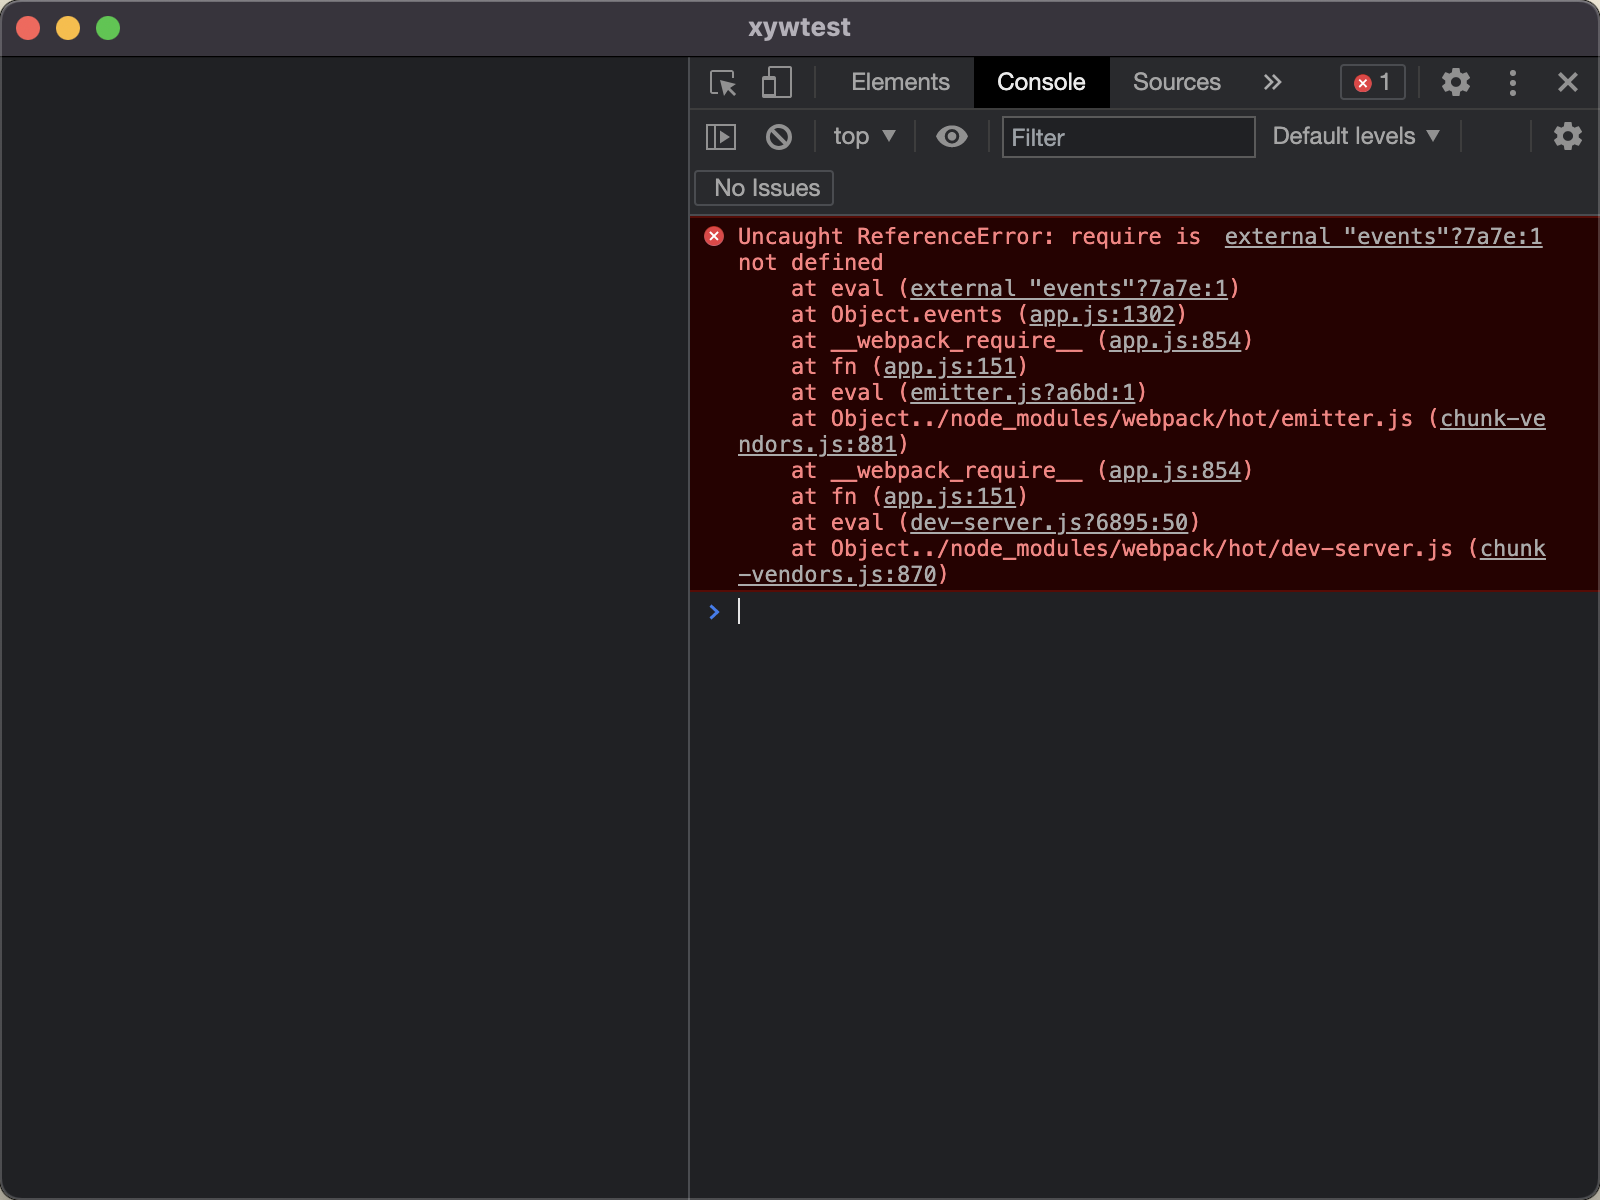 xywtest
Elements Console Sources » 1
top ▼ Filter Default levels ▼
No Issues
Uncaught ReferenceError: require is external "events"?7a7e:1
not defined
at eval (external "events"?7a7e:1)
at Object.events (app.js:1302)
at __webpack_require__ (app.js:854)
at fn (app.js:151)
at eval (emitter.js?a6bd:1)
at Object../node_modules/webpack/hot/emitter.js (chunk-ve
ndors.js:881)
at __webpack_require__ (app.js:854)
at fn (app.js:151)
at eval (dev-server.js?6895:50)
at Object../node_modules/webpack/hot/dev-server.js (chunk
-vendors.js:870)